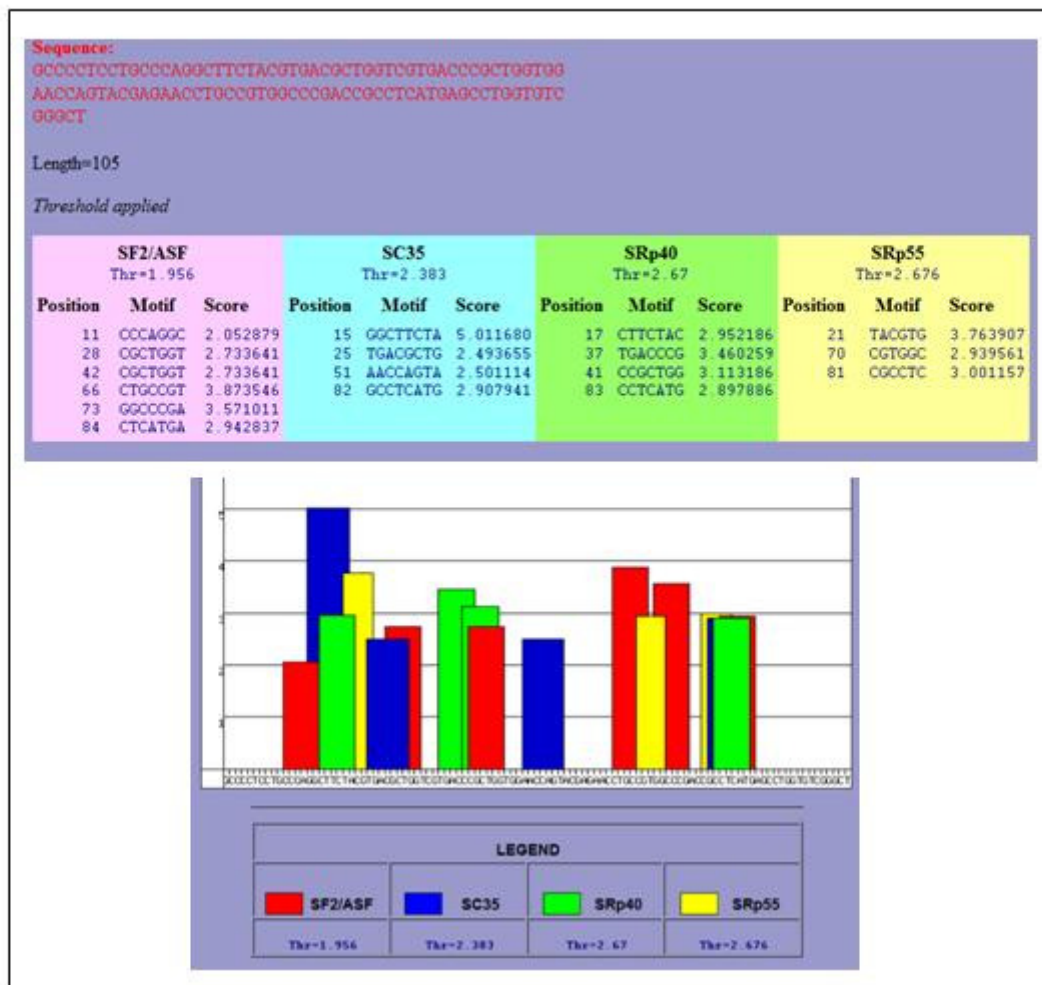 Sequence:
GCCCCTCCTGCCCAGGCTTCTACGTGACGCTGGTCGTGACCCGCTGGTGG
AACCAGTACGAGAACCTGCCGTGGCCCGACCGCCTCATGAGCCTGGTGTC
GGGCT
Length=105
Threshold applied
SF2/ASF SC35 SRp40 SRp55
Thr=1.956 Thr=2.383 Thr=2.67 Thr=2.676
Position Motif Score Position Motif Score Position Motif Score Position Motif Score
11 CCCAGGC 2.052879 15 GGCTTCTA 5.011680 17 CTTCTAC 2.952186 21 TACGTG 3.763907
28 CGCTGGT 2.733641 25 TGACGCTG 2.493655 37 TGACCCG 3.460259 70 CGTGGC 2.939561
42 CGCTGGT 2.733641 51 AACCAGTA 2.501114 41 CCGCTGG 3.113186 81 CGCCTC 3.001157
66 CTGCCGT 3.873546 82 GCCTCATG 2.907941 83 CCTCATG 2.897886
73 GGCCCGA 3.571011
84 CTCATGA 2.942837
5
4
3
2
1
LEGEND
SF2/ASF SC35 SRp40 SRp55
Thr=1.956 Thr=2.383 Thr=2.67 Thr=2.676